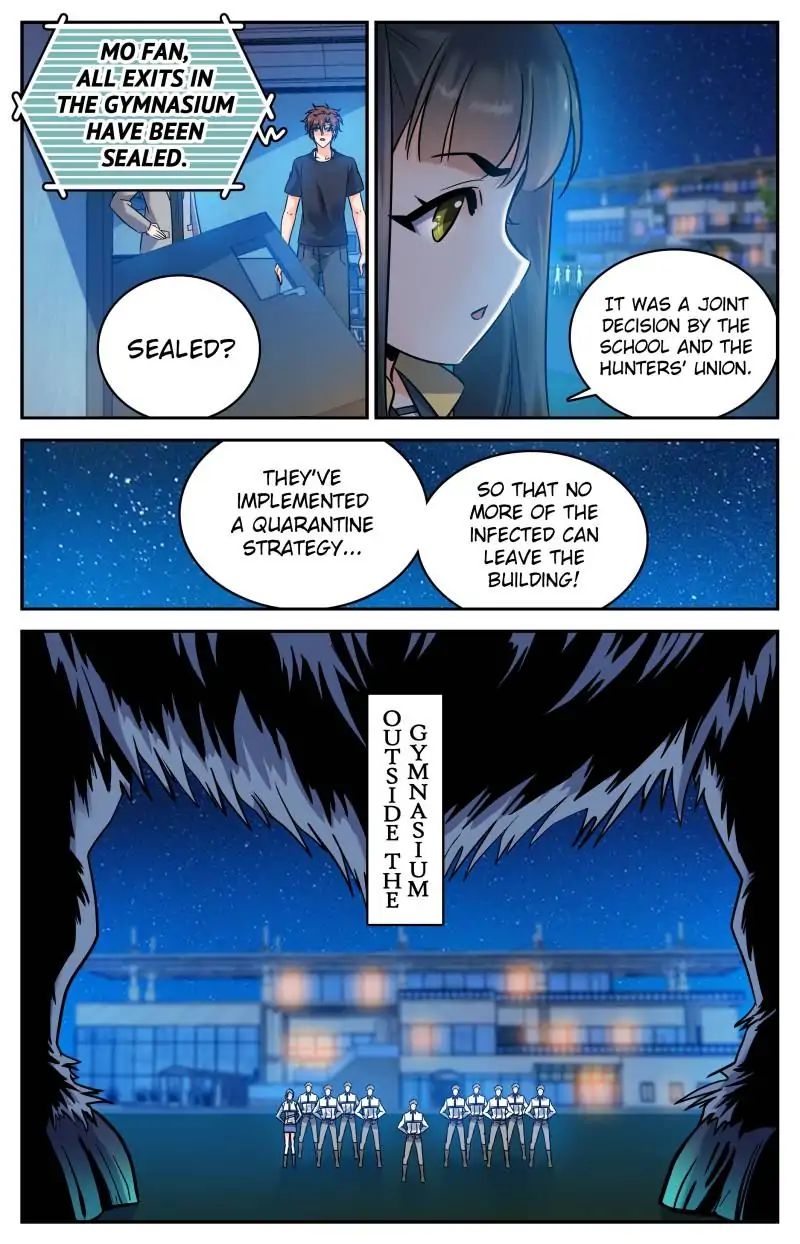 MO FAN,
ALL EXITS IN
THE GYMNASIUM
HAVE BEEN
SEALED.
SEALED?
IT WAS A JOINT
DECISION BY THE
SCHOOL AND THE
HUNTERS' UNION.
THEY'VE
IMPLEMENTED
A QUARANTINE
STRATEGY...
SO THAT NO
MORE OF THE
INFECTED CAN
LEAVE THE
BUILDING!
OUTSIDE THE
GYMNASIUM